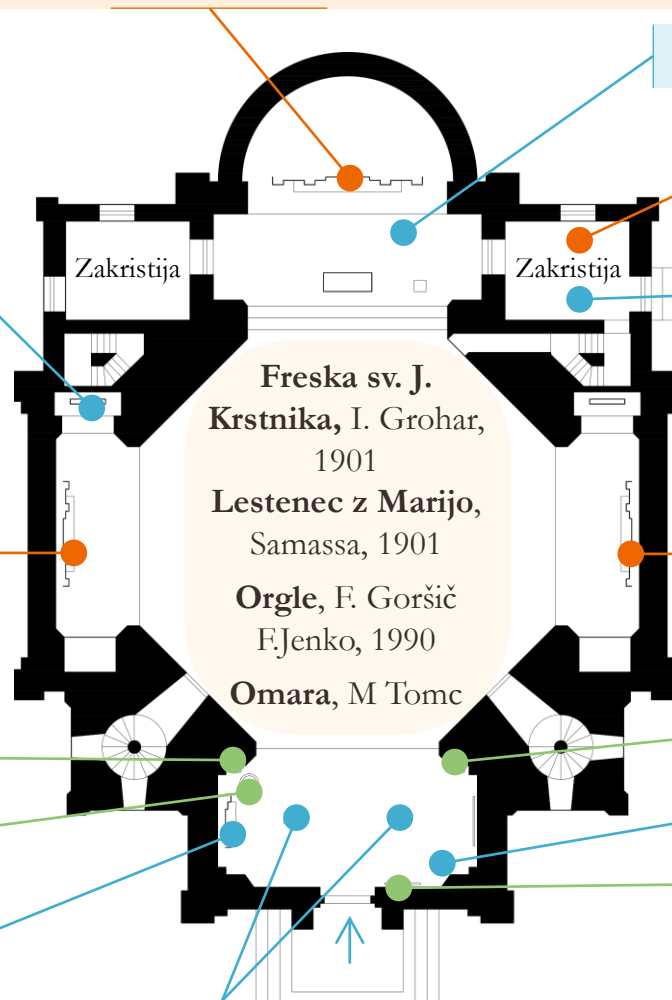 Zakristija
Zakristija
Freska sv. J.
Krstnika, I. Grohar,
1901
Lestenec z Marijo,
Samassa, 1901
Orgle, F. Goršič
F.Jenko, 1990
Omara, M Tomc